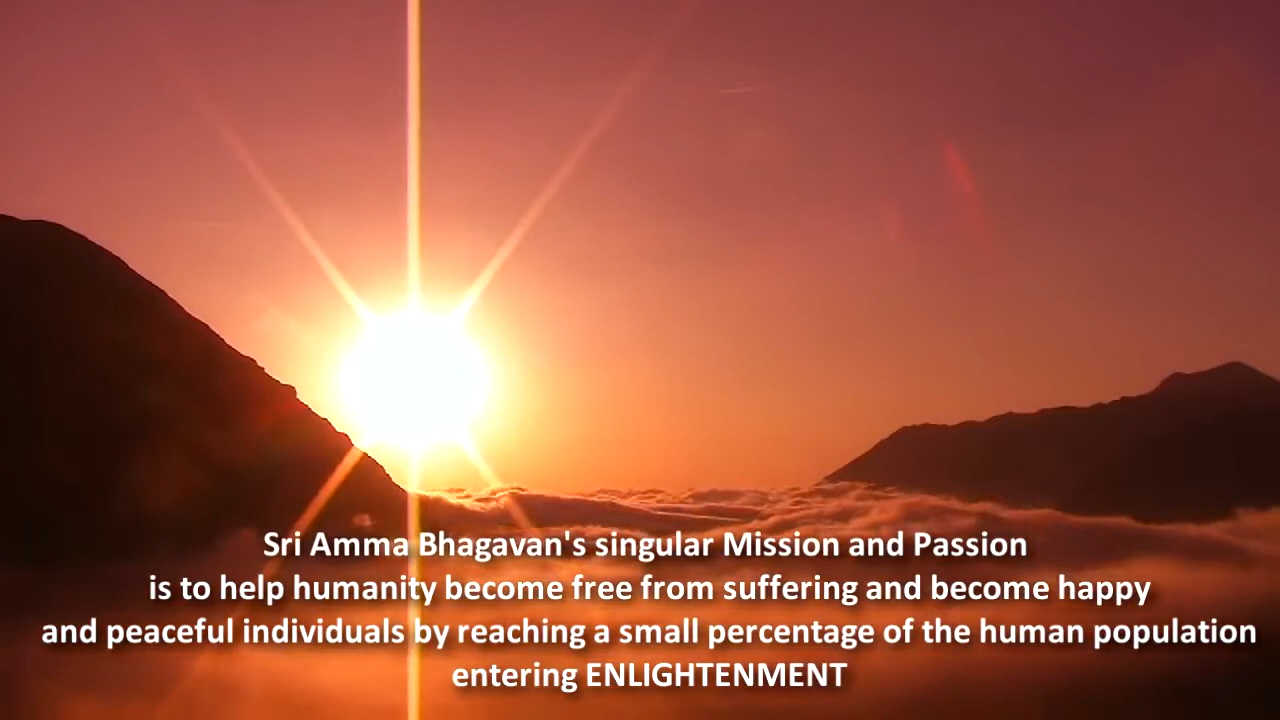 Sri Amma Bhagavan's singular Mission and Passion
is to help humanity become free from suffering and become happy
and peaceful individuals by reaching a small percentage of the human population
entering ENLIGHTENMENT